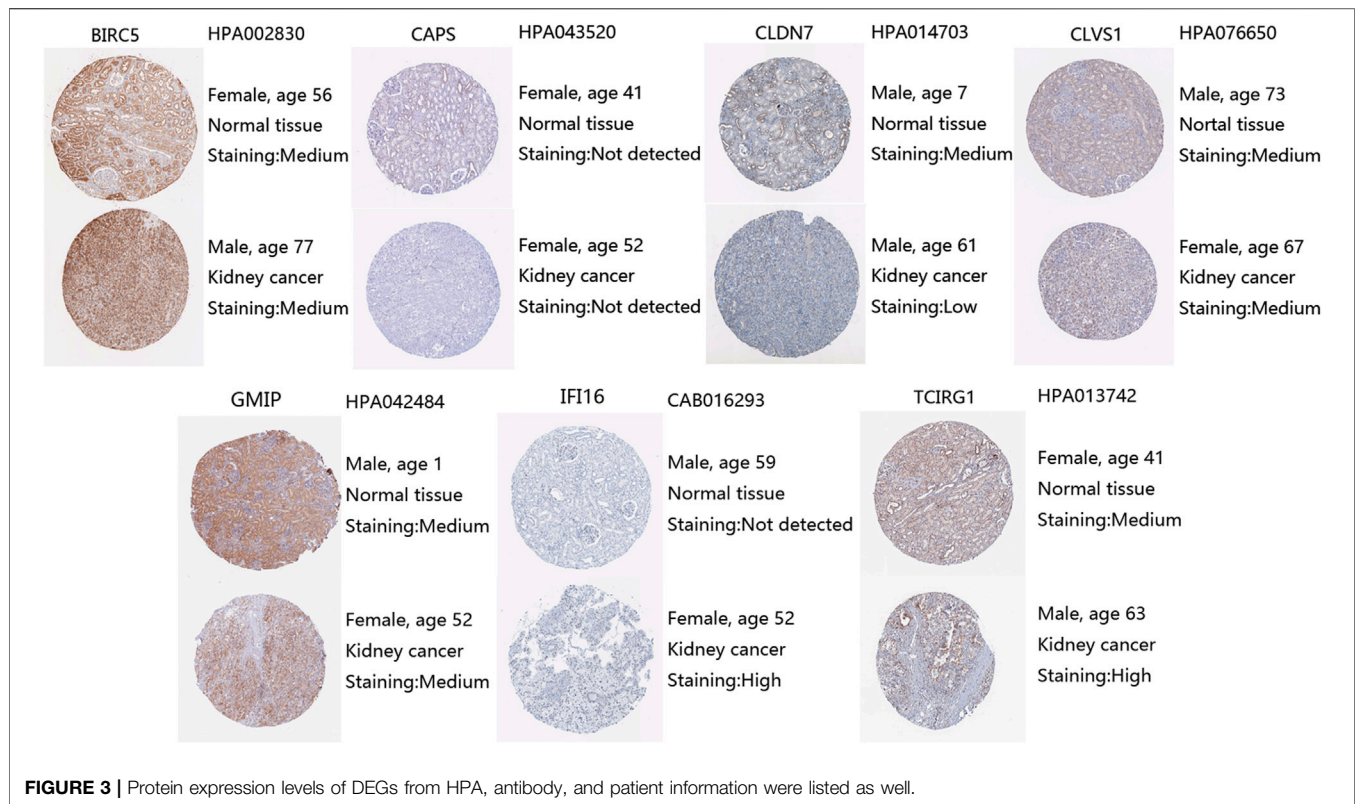 BIRC5 HPA002830
Female, age 56
Normal tissue
Staining:Medium
Male, age 77
Kidney cancer
Staining:Medium
CAPS HPA043520
Female, age 41
Normal tissue
Staining:Not detected
Female, age 52
Kidney cancer
Staining:Not detected
CLDN7 HPA014703
Male, age 7
Normal tissue
Staining:Medium
Male, age 61
Kidney cancer
Staining:Low
CLVS1 HPA076650
Male, age 73
Nortal tissue
Staining:Medium
Female, age 67
Kidney cancer
Staining:Medium
GMIP HPA042484
Male, age 1
Normal tissue
Staining:Medium
Female, age 52
Kidney cancer
Staining:Medium
IFI16 CAB016293
Male, age 59
Normal tissue
Staining:Not detected
Female, age 52
Kidney cancer
Staining:High
TCIRG1 HPA013742
Female, age 41
Normal tissue
Staining:Medium
Male, age 63
Kidney cancer
Staining:High
FIGURE 3 | Protein expression levels of DEGs from HPA, antibody, and patient information were listed as well.